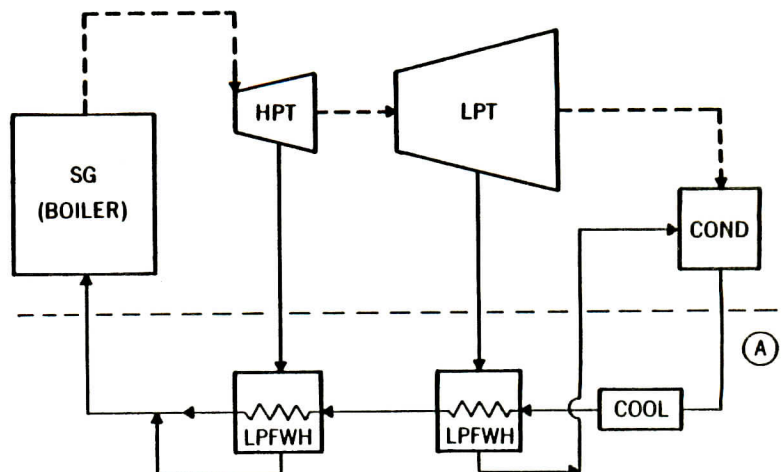 HPT
LPT
SG
(BOILER)
COND
A
COOL
LPFWH
LPFWH